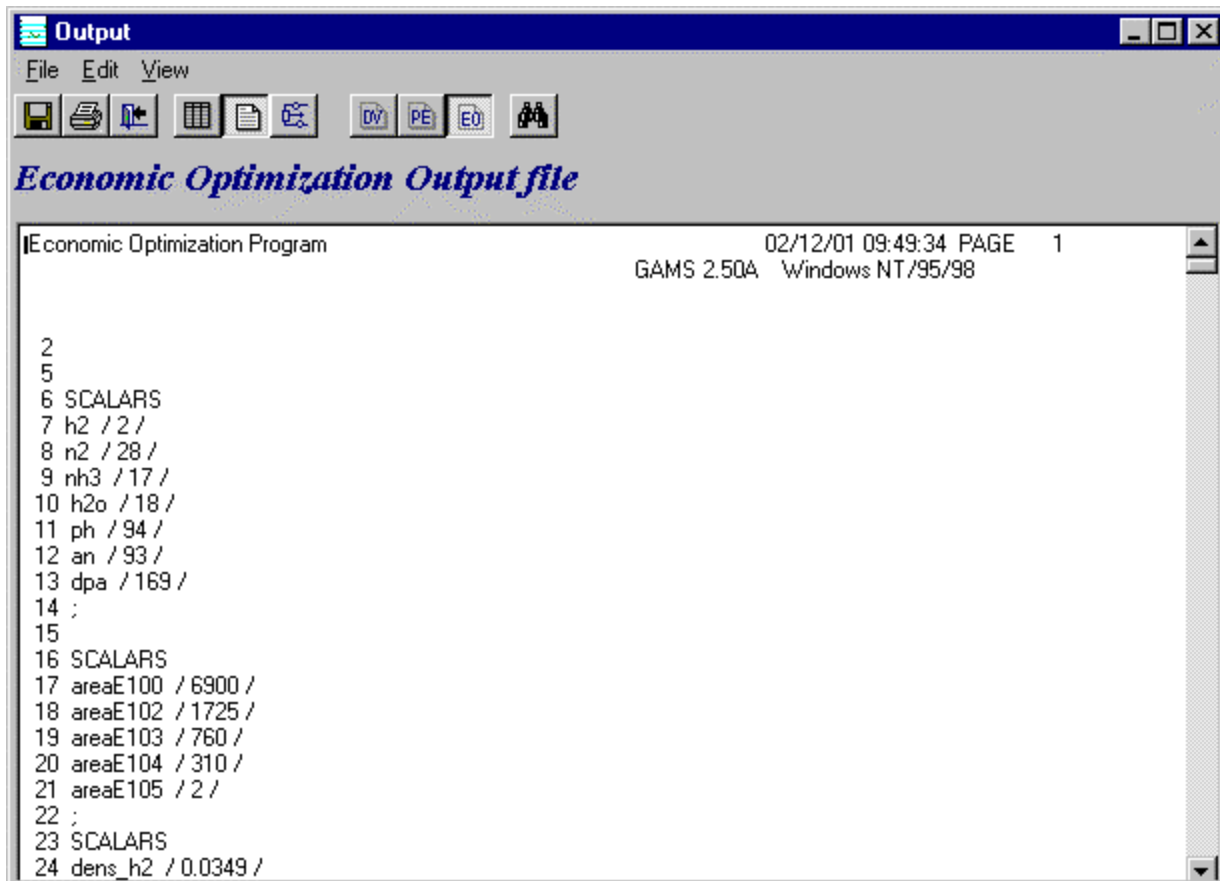 Output
File Edit View
DV PE EO
Economic Optimization Output file
Economic Optimization Program 02/12/01 09:49:34 PAGE 1
GAMS 2.50A Windows NT/95/98
2
5
6 SCALARS
7 h2 / 2 /
8 n2 / 28 /
9 nh3 / 17 /
10 h2o / 18 /
11 ph / 94 /
12 an / 93 /
13 dpa / 169 /
14 ;
15
16 SCALARS
17 areaE100 / 6900 /
18 areaE102 / 1725 /
19 areaE103 / 760 /
20 areaE104 / 310 /
21 areaE105 / 2 /
22 ;
23 SCALARS
24 dens_h2 / 0.0349 /